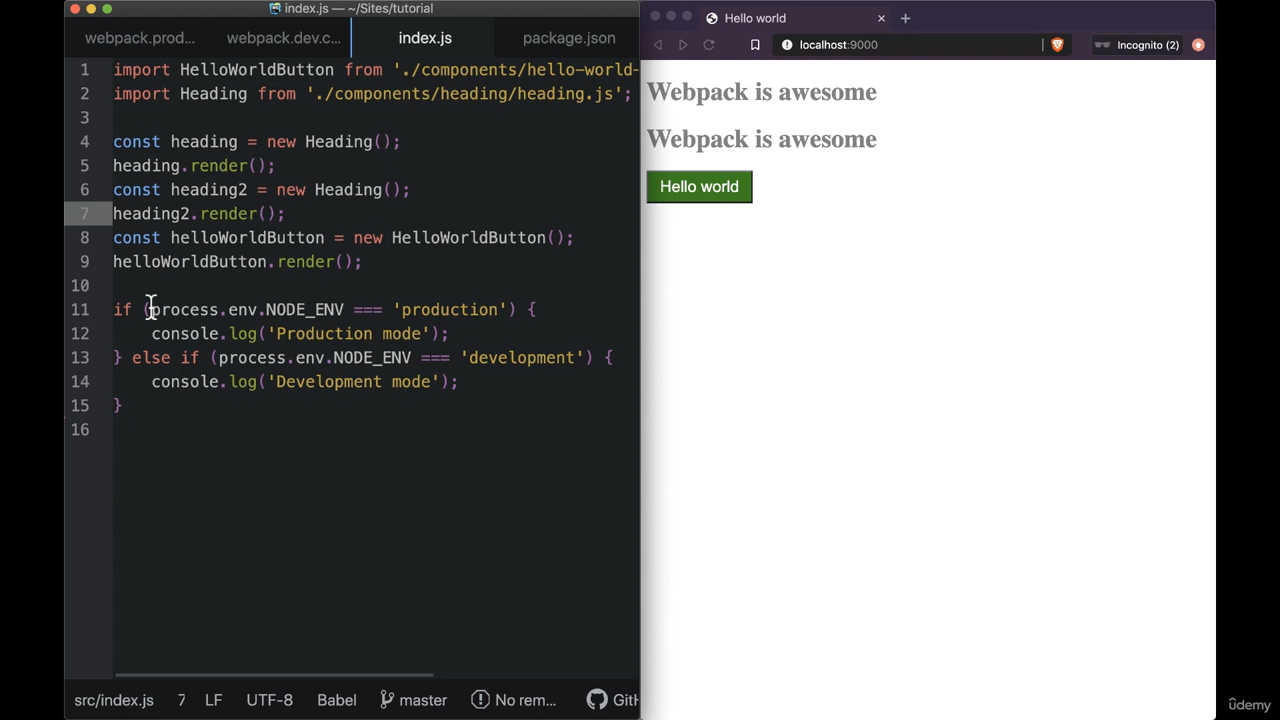 index.js — ~/Sites/tutorial
webpack.prod...
webpack.dev.c...
index.js
package.json
1 import HelloWorldButton from './components/hello-world-
2 import Heading from './components/heading/heading.js';
3
4 const heading = new Heading();
5 heading.render();
6 const heading2 = new Heading();
7 heading2.render();
8 const helloWorldButton = new HelloWorldButton();
9 helloWorldButton.render();
10
11 if (process.env.NODE_ENV === 'production') {
12 console.log('Production mode');
13 } else if (process.env.NODE_ENV === 'development') {
14 console.log('Development mode');
15 }
16
src/index.js 7 LF UTF-8 Babel master No rem... GitH
Hello world
localhost:9000
Incognito (2)
Webpack is awesome
Webpack is awesome
Hello world
ûdemy